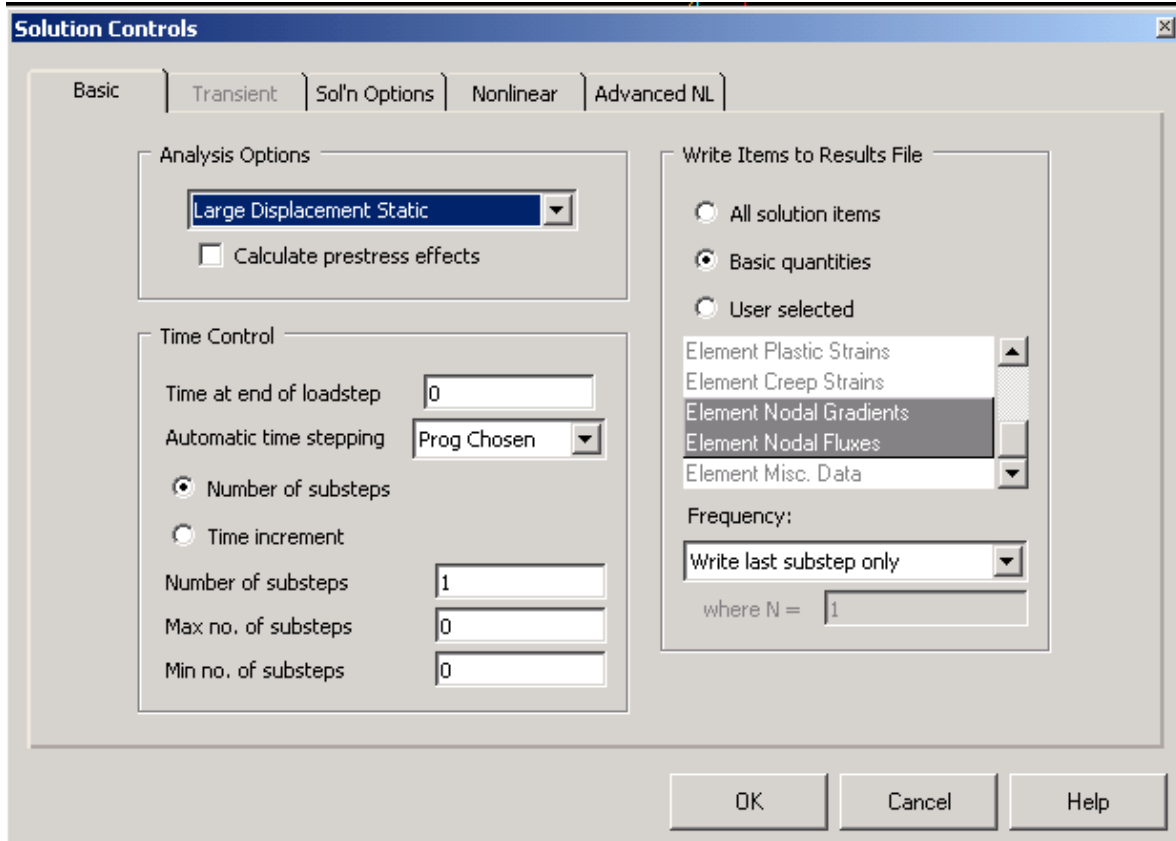 Solution Controls
Basic
Transient
Sol'n Options
Nonlinear
Advanced NL
Analysis Options
Large Displacement Static
Calculate prestress effects
Time Control
Time at end of loadstep 0
Automatic time stepping Prog Chosen
Number of substeps
Time increment
Number of substeps 1
Max no. of substeps 0
Min no. of substeps 0
Write Items to Results File
All solution items
Basic quantities
User selected
Element Plastic Strains
Element Creep Strains
Element Nodal Gradients
Element Nodal Fluxes
Element Misc. Data
Frequency:
Write last substep only
where N = 1
OK
Cancel
Help